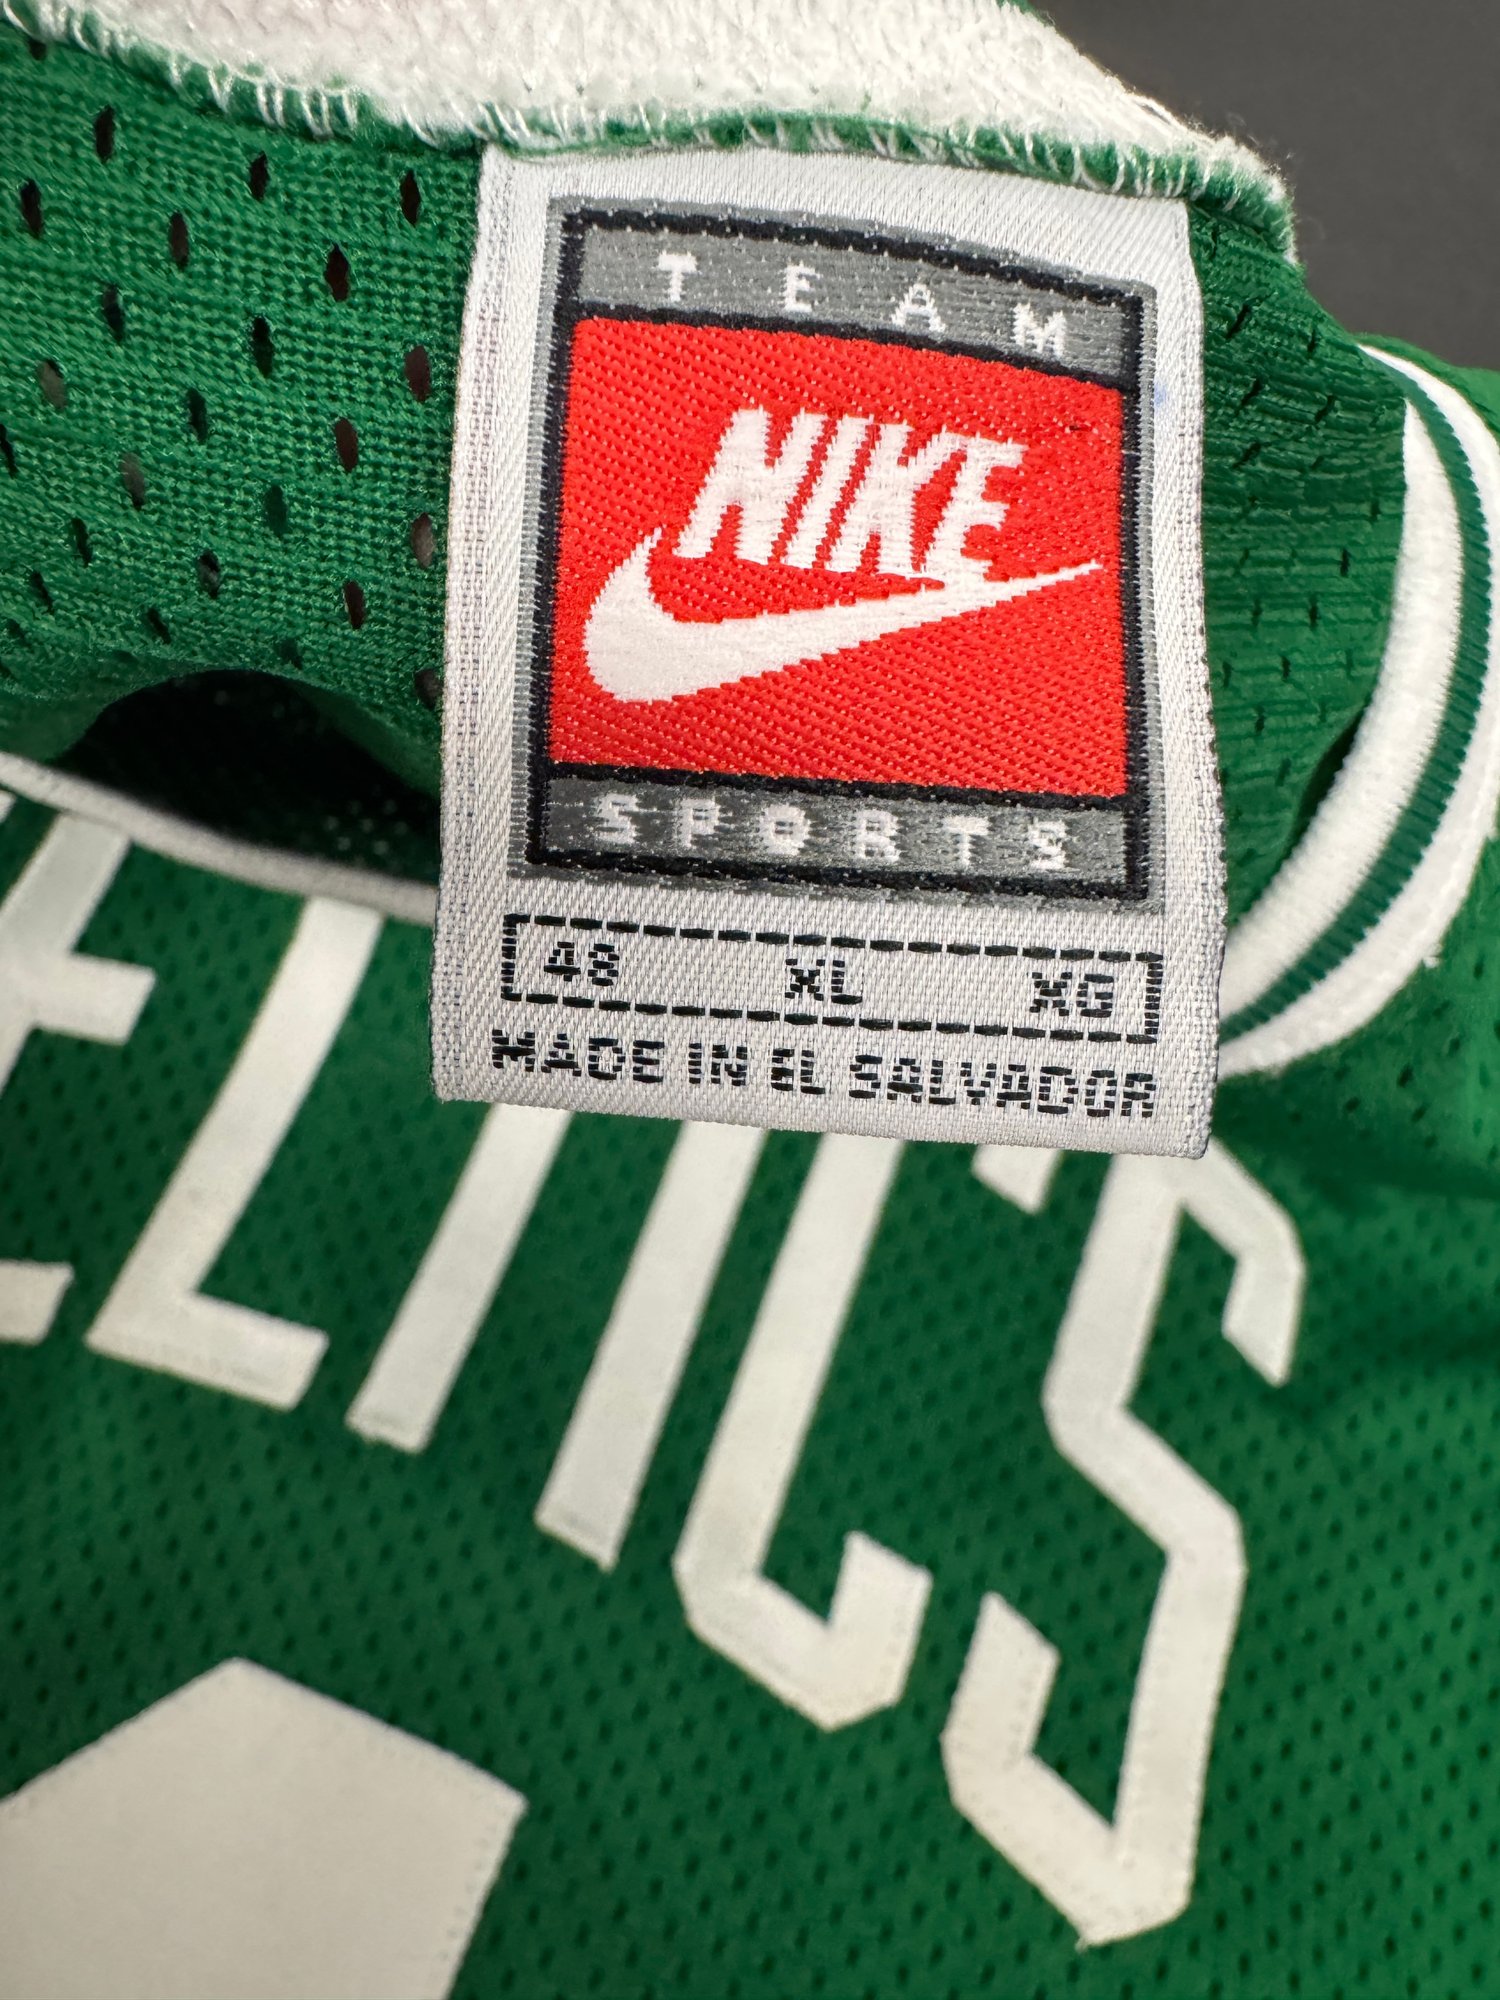 TEAM
NIKE
SPORTS
48 XL XG
MADE IN EL SALVADOR
ELTICS